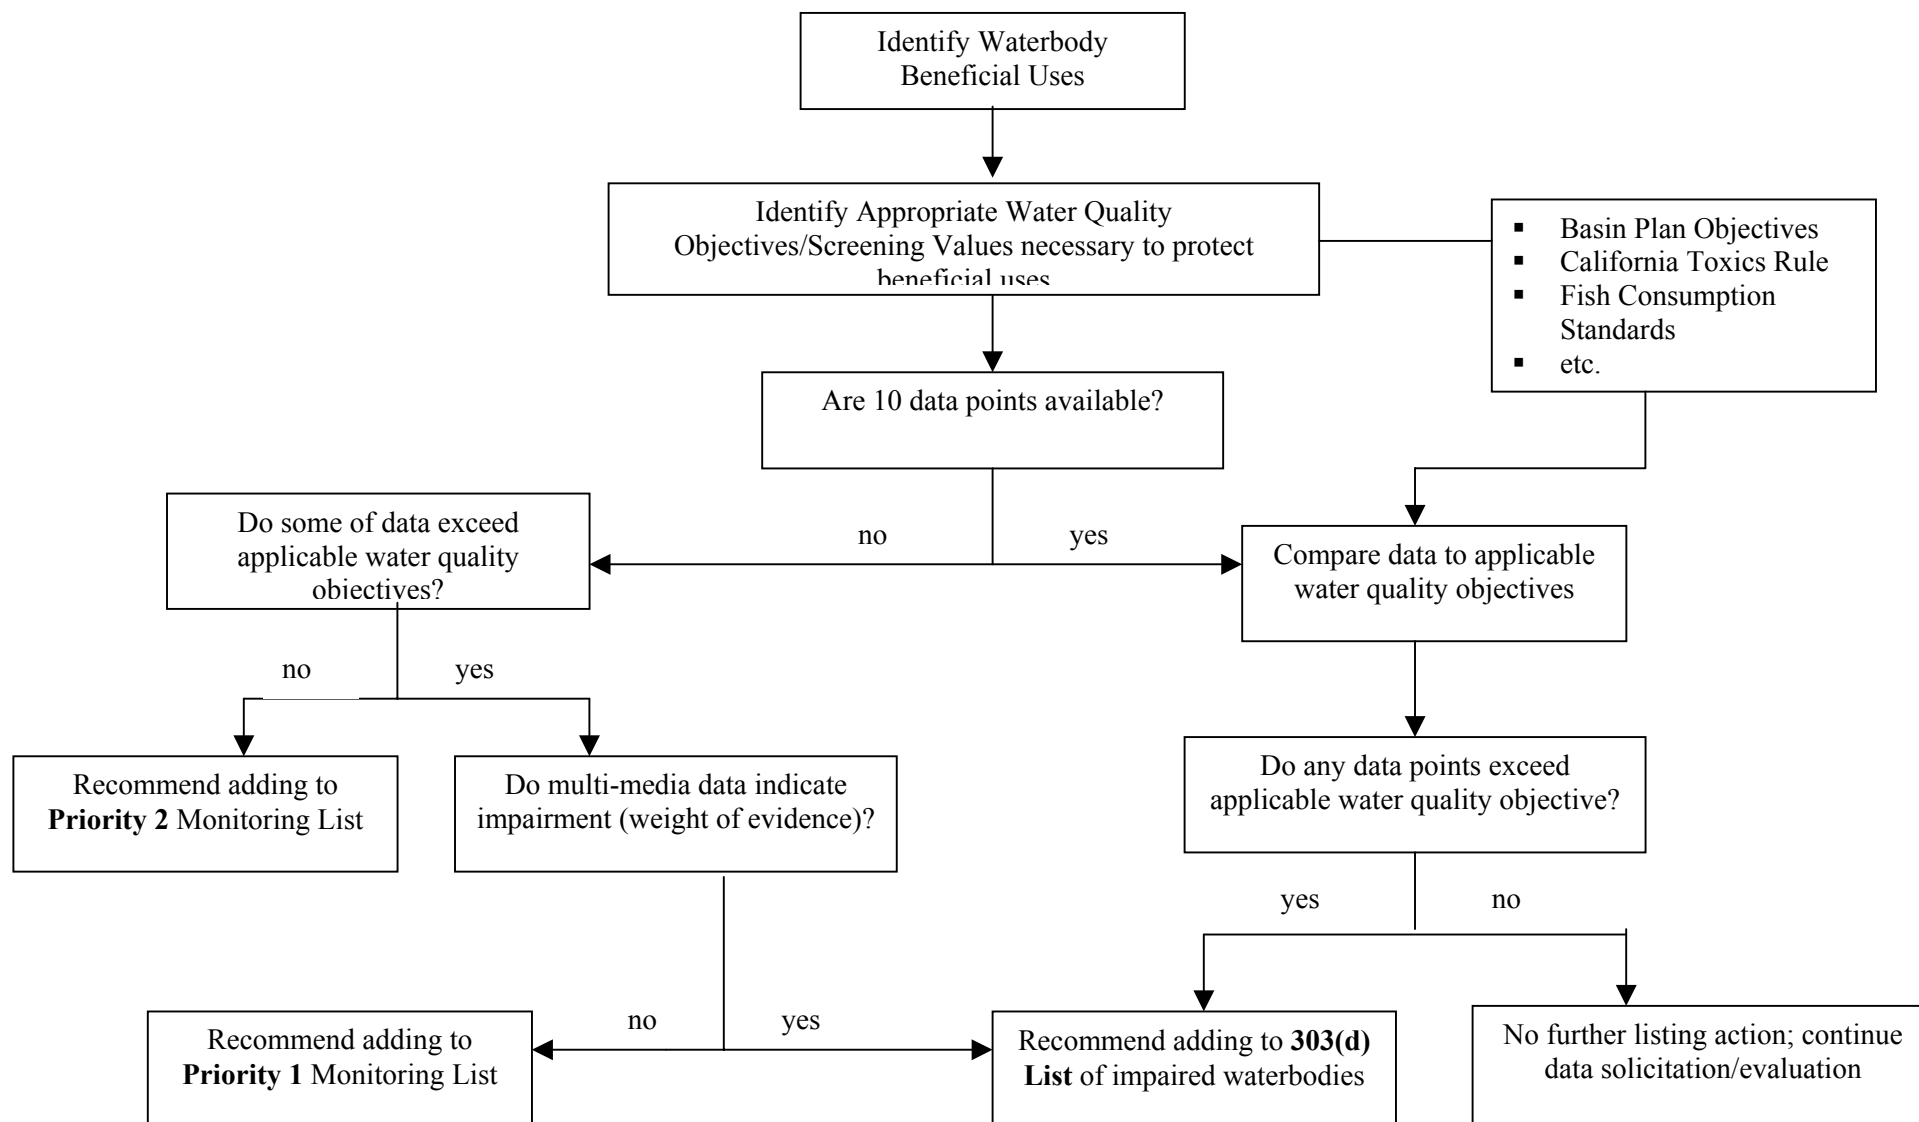 Identify Waterbody
Beneficial Uses
Identify Appropriate Water Quality
Objectives/Screening Values necessary to protect
beneficial uses
▪ Basin Plan Objectives
▪ California Toxics Rule
▪ Fish Consumption
Standards
▪ etc.
Are 10 data points available?
no
yes
Do some of data exceed
applicable water quality
objectives?
Compare data to applicable
water quality objectives
no
yes
Recommend adding to
Priority 2 Monitoring List
Do multi-media data indicate
impairment (weight of evidence)?
Do any data points exceed
applicable water quality objective?
yes
no
no
yes
Recommend adding to
Priority 1 Monitoring List
Recommend adding to 303(d)
List of impaired waterbodies
No further listing action; continue
data solicitation/evaluation